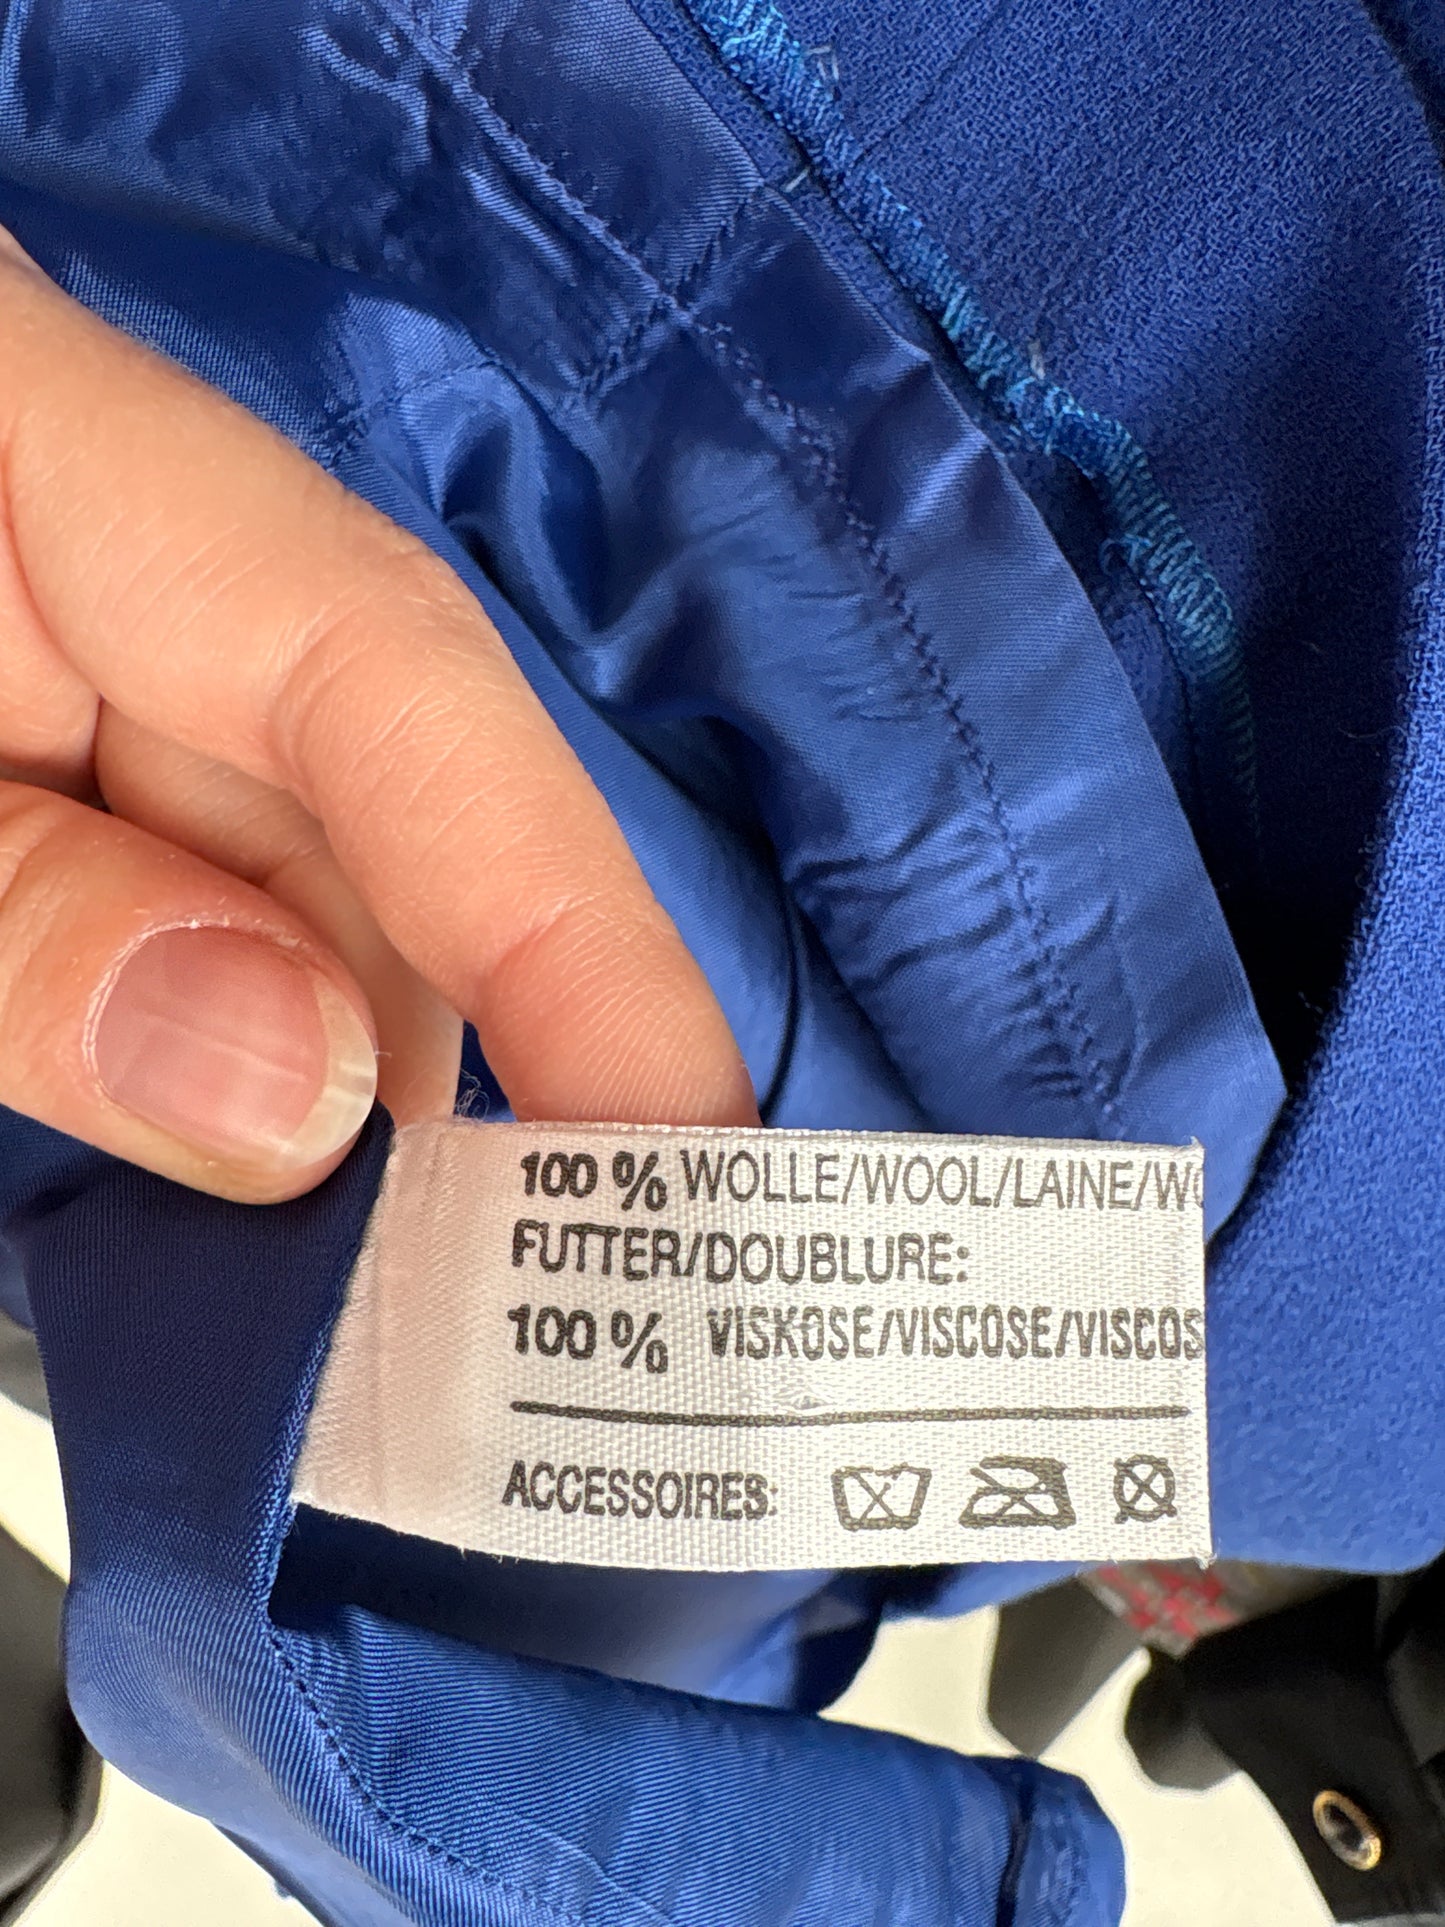 100 % WOLLE/WOOL/LAINE/
FUTTER/DOUBLURE:
100 % VISKOSE/VISCOSE/VISCOS
ACCESSOIRES: